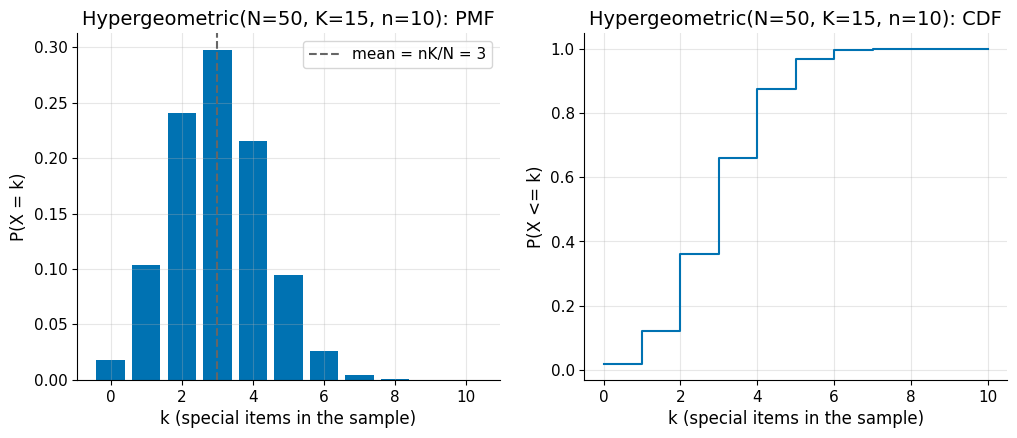 Hypergeometric(N=50, K=15, n=10): PMF
mean = nK/N = 3
P(X = k)
0.30
0.25
0.20
0.15
0.10
0.05
0.00
0 2 4 6 8 10
k (special items in the sample)
Hypergeometric(N=50, K=15, n=10): CDF
P(X <= k)
1.0
0.8
0.6
0.4
0.2
0.0
0 2 4 6 8 10
k (special items in the sample)